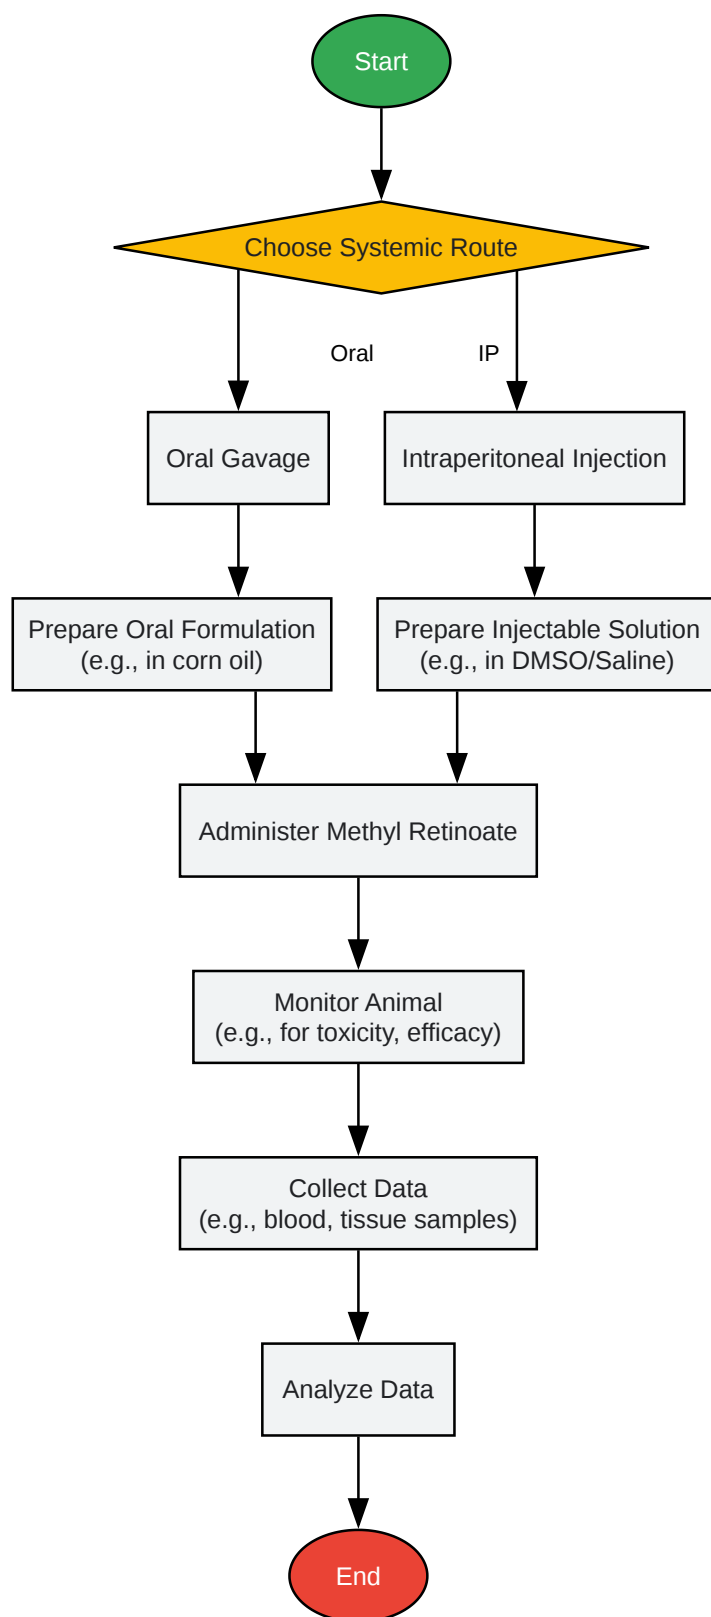 Start
Choose Systemic Route
Oral
IP
Oral Gavage
Intraperitoneal Injection
Prepare Oral Formulation
(e.g., in corn oil)
Prepare Injectable Solution
(e.g., in DMSO/Saline)
Administer Methyl Retinoate
Monitor Animal
(e.g., for toxicity, efficacy)
Collect Data
(e.g., blood, tissue samples)
Analyze Data
End